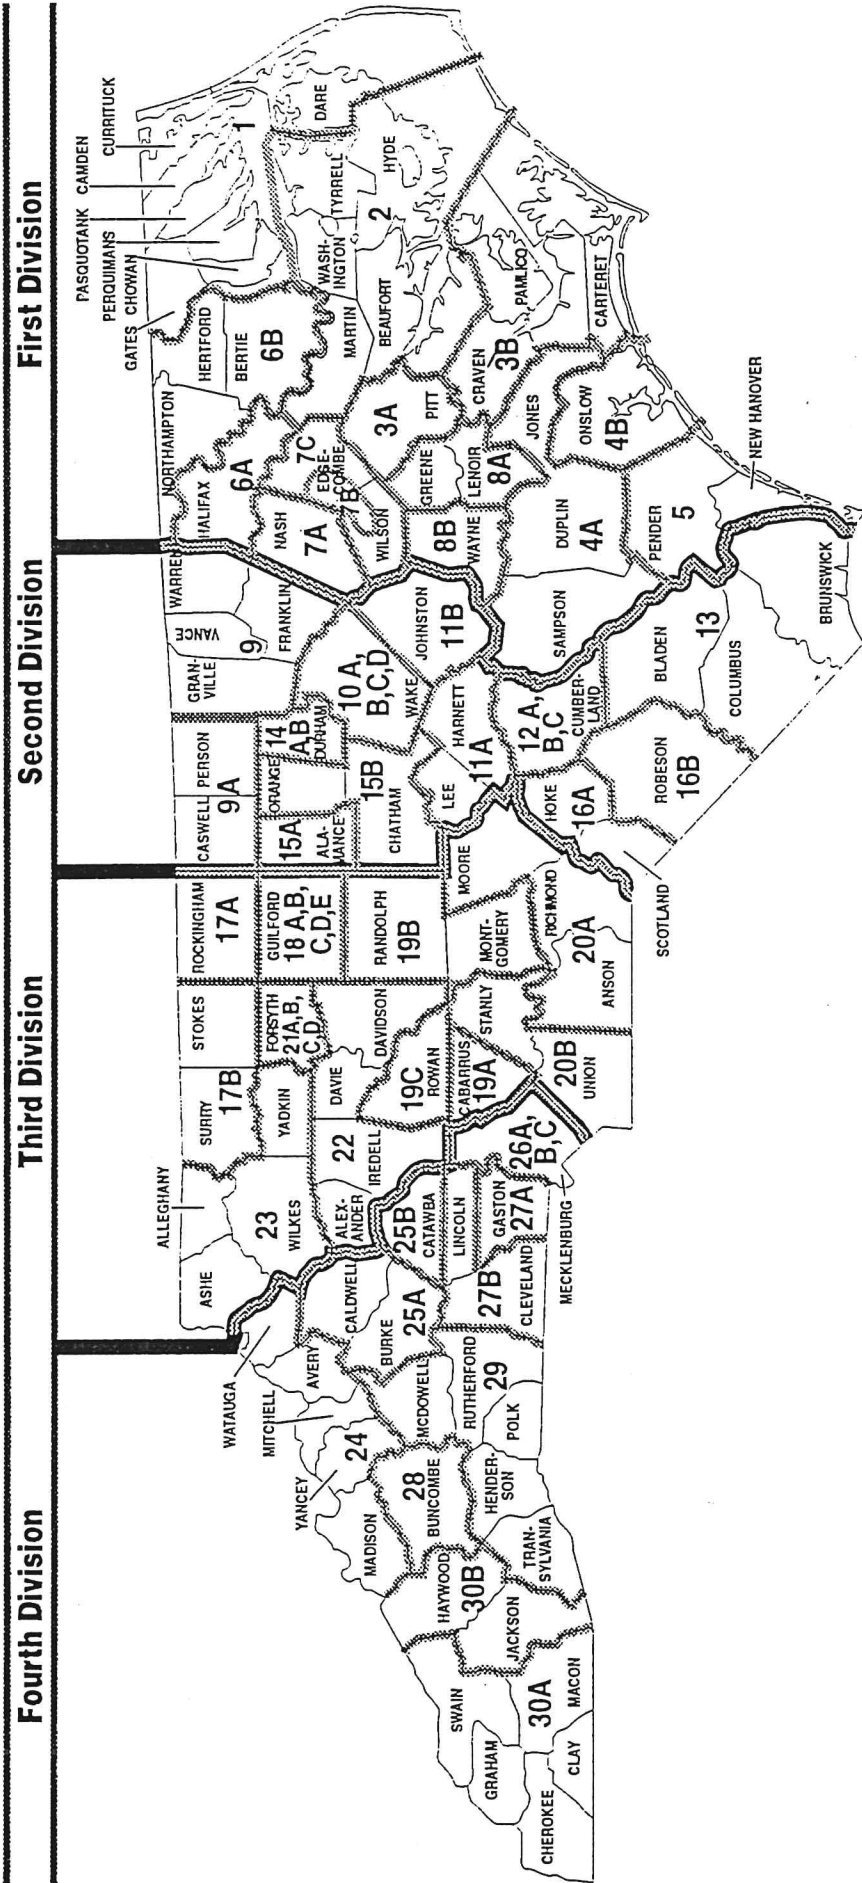 Fourth Division
Third Division
Second Division
First Division
CHEROKEE
GRAHAM
CLAY
SWAIN
30A
MACON
JACKSON
HAYWOOD
30B
TRAN-
SYLVANIA
MADISON
28
BUNCOMBE
HENDER-
SON
YANCEY
24
MITCHELL
WATAUGA
AVERY
MCDOWELL
RUTHERFORD
29
POLK
CALDWELL
BURKE
25A
27B
CLEVELAND
25B
CATAWBA
LINCOLN
GASTON
27A
MECKLENBURG
26A,
B,C
ASHE
ALLEGHANY
23
WILKES
ALEX-
ANDER
22
IREDELL
SURRY
17B
STOKES
YADKIN
FORSYTH
21A,B,
C,D
DAVIE
DAVIDSON
19C
ROWAN
CABARRUS
19A
STANLY
20B
UNION
ROCKINGHAM
17A
GUILFORD
18 A,B,
C,D,E
RANDOLPH
19B
MONT-
GOMERY
MOORE
RICHMOND
20A
ANSON
SCOTLAND
CASWELL
PERSON
9A
15A
ALA-
MANCE
ORANGE
14
A,B
DURHAM
15B
CHATHAM
LEE
HARNETT
11A
HOKE
16A
ROBESON
16B
GRAN-
VILLE
VANCE
WARREN
9
FRANKLIN
10 A,
B,C,D
WAKE
JOHNSTON
11B
12 A,
B,C
CUMBER-
LAND
BLADEN
13
COLUMBUS
BRUNSWICK
NORTHAMPTON
HALIFAX
6A
NASH
7A
7C
EDGE-
COMBE
7B
WILSON
8B
WAYNE
GREENE
LENOIR
8A
SAMPSON
DUPLIN
4A
PENDER
5
NEW HANOVER
HERTFORD
BERTIE
6B
MARTIN
3A
PITT
CRAVEN
3B
JONES
ONSLOW
4B
CARTERET
PAMLICO
GATES
CHOWAN
PERQUIMANS
PASQUOTANK
CAMDEN
CURRITUCK
1
WASH-
INGTON
TYRRELL
DARE
HYDE
2
BEAUFORT